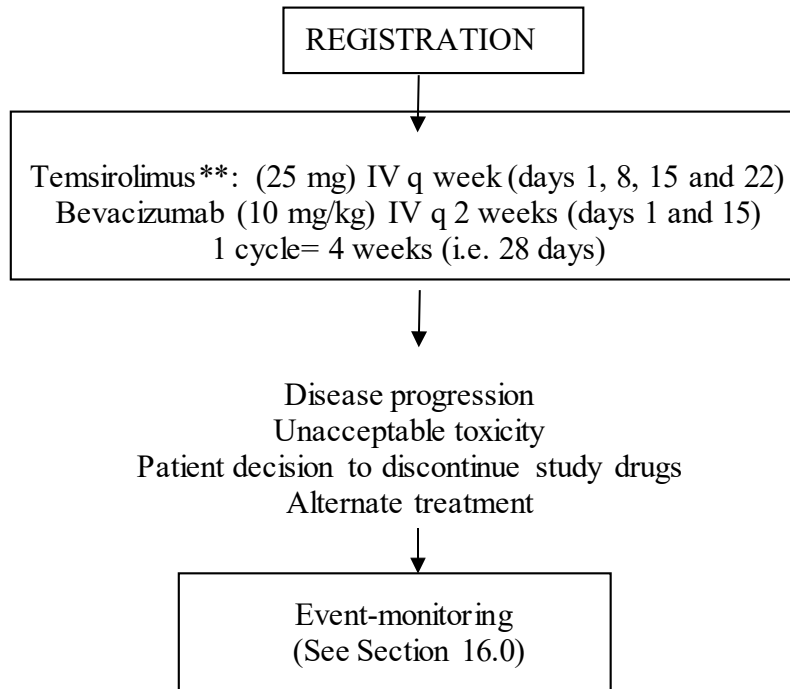 REGISTRATION
Temsirolimus**: (25 mg) IV q week (days 1, 8, 15 and 22)
Bevacizumab (10 mg/kg) IV q 2 weeks (days 1 and 15)
1 cycle= 4 weeks (i.e. 28 days)
Disease progression
Unacceptable toxicity
Patient decision to discontinue study drugs
Alternate treatment
Event-monitoring
(See Section 16.0)